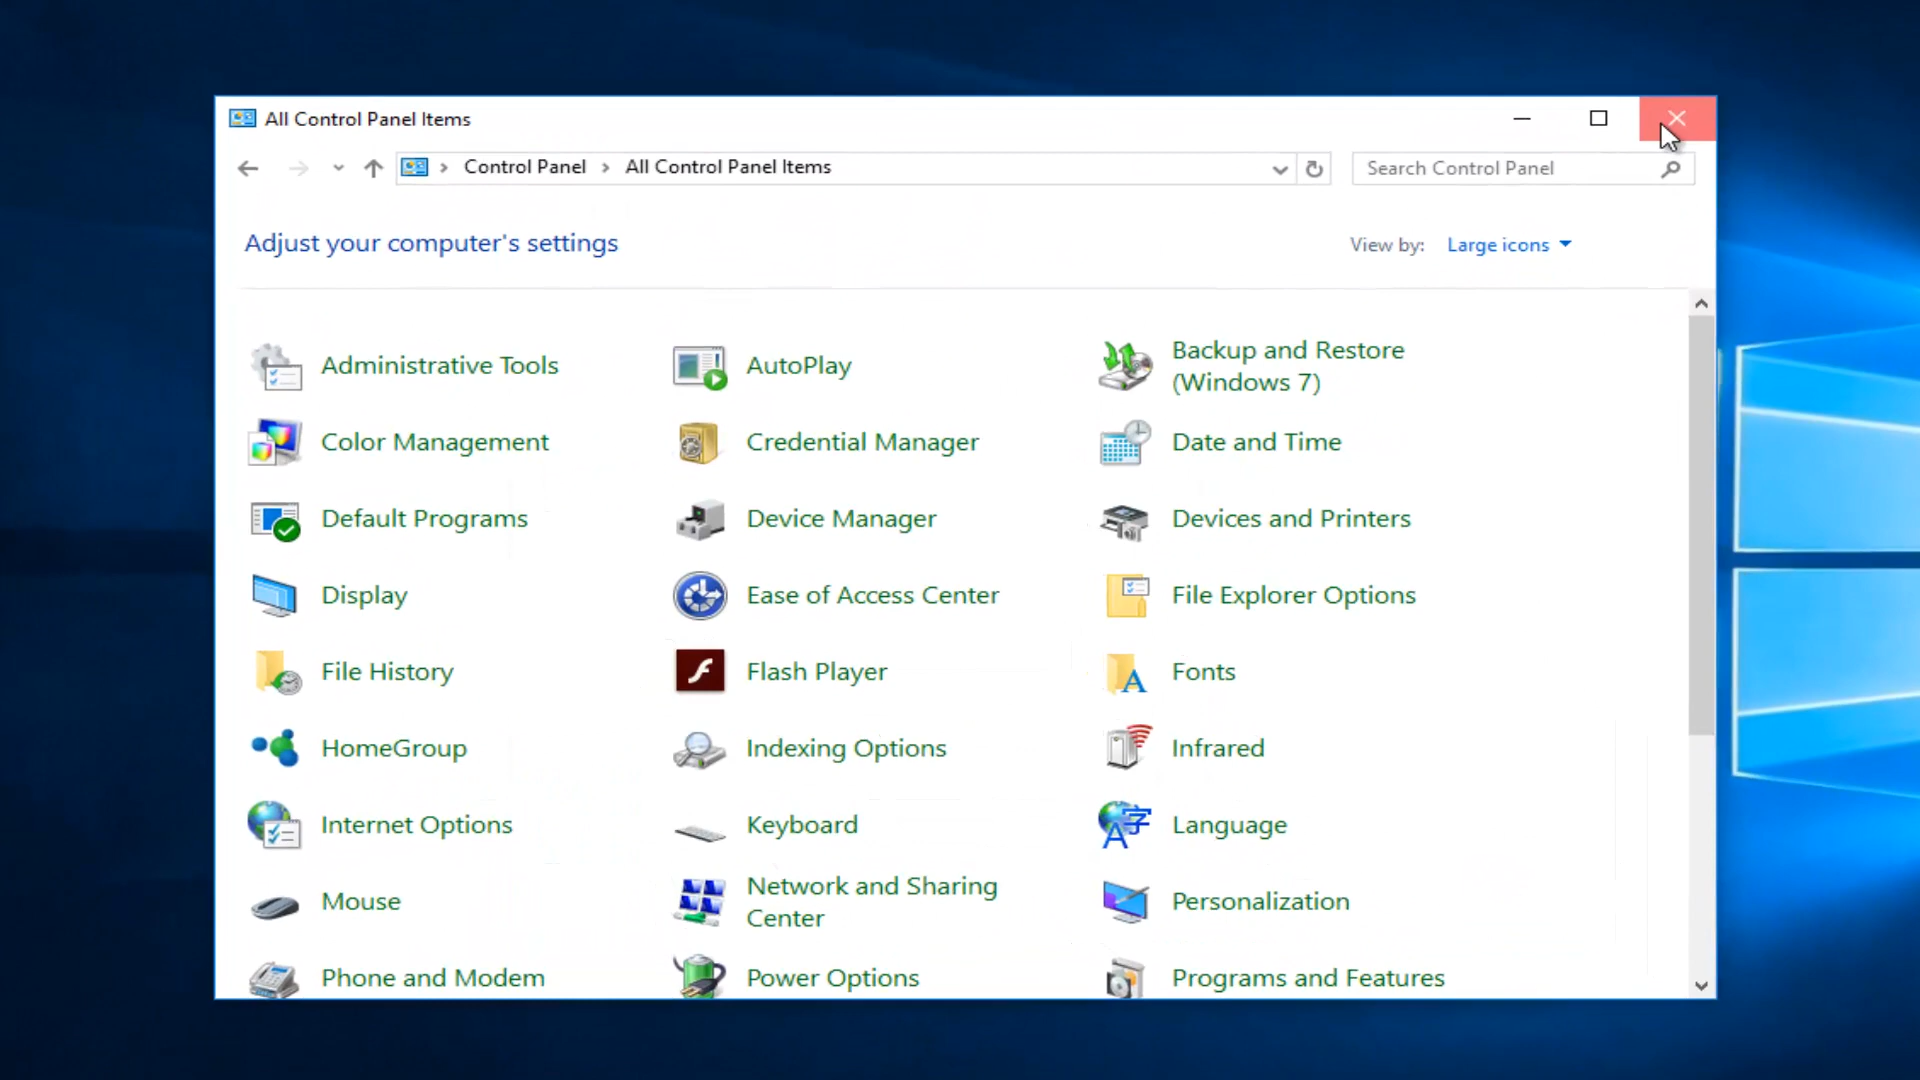 All Control Panel Items
Control Panel > All Control Panel Items
Search Control Panel
Adjust your computer's settings
View by: Large icons
Administrative Tools
AutoPlay
Backup and Restore
(Windows 7)
Color Management
Credential Manager
Date and Time
Default Programs
Device Manager
Devices and Printers
Display
Ease of Access Center
File Explorer Options
File History
Flash Player
Fonts
HomeGroup
Indexing Options
Infrared
Internet Options
Keyboard
Language
Mouse
Network and Sharing
Center
Personalization
Phone and Modem
Power Options
Programs and Features